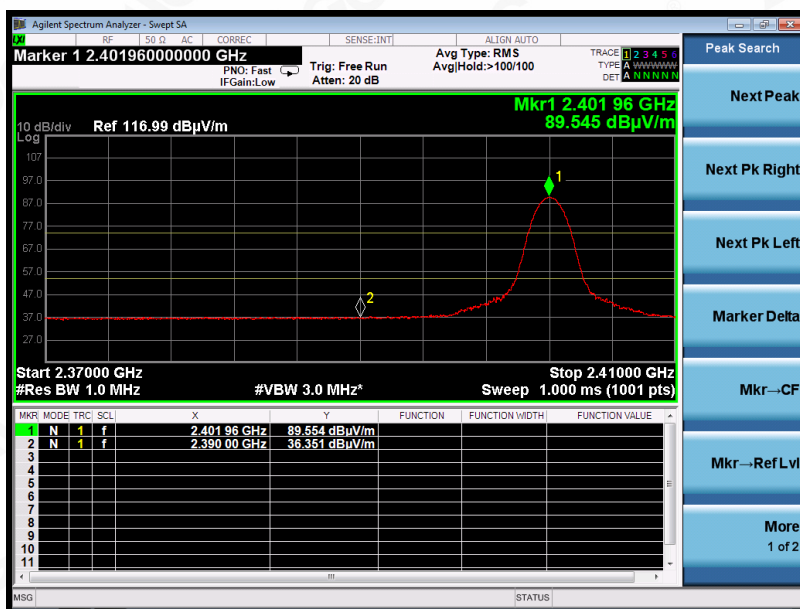 Agilent Spectrum Analyzer - Swept SA
LXI RF 50 Ω AC CORREC SENSE:INT ALIGN AUTO
Marker 1 2.401960000000 GHz
PNO: Fast
IFGain:Low
Trig: Free Run
Atten: 20 dB
Avg Type: RMS
Avg|Hold:>100/100
TRACE 1 2 3 4 5 6
TYPE A WWWWW
DET A N N N N N
Mkr1 2.401 96 GHz
89.545 dBµV/m
10 dB/div Ref 116.99 dBµV/m
Log
107
97.0
87.0
77.0
67.0
57.0
47.0
37.0
27.0
1
2
Start 2.37000 GHz Stop 2.41000 GHz
#Res BW 1.0 MHz #VBW 3.0 MHz* Sweep 1.000 ms (1001 pts)
MKR MODE TRC SCL X Y FUNCTION FUNCTION WIDTH FUNCTION VALUE
1 N 1 f 2.401 96 GHz 89.554 dBµV/m
2 N 1 f 2.390 00 GHz 36.351 dBµV/m
3
4
5
6
7
8
9
10
11
MSG STATUS
Peak Search
Next Peak
Next Pk Right
Next Pk Left
Marker Delta
Mkr→CF
Mkr→Ref Lvl
More
1 of 2